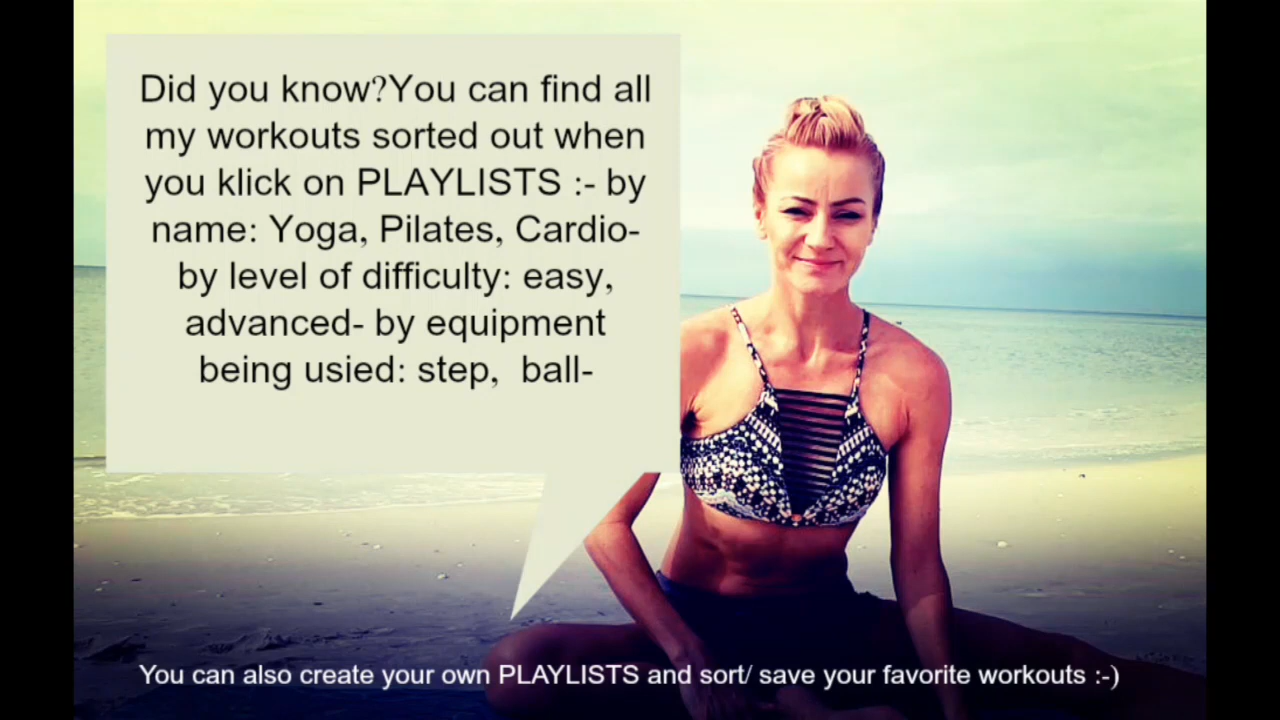 Did you know?You can find all
my workouts sorted out when
you klick on PLAYLISTS :- by
name: Yoga, Pilates, Cardio-
by level of difficulty: easy,
advanced- by equipment
being usied: step,  ball-
You can also create your own PLAYLISTS and sort/ save your favorite workouts :-)